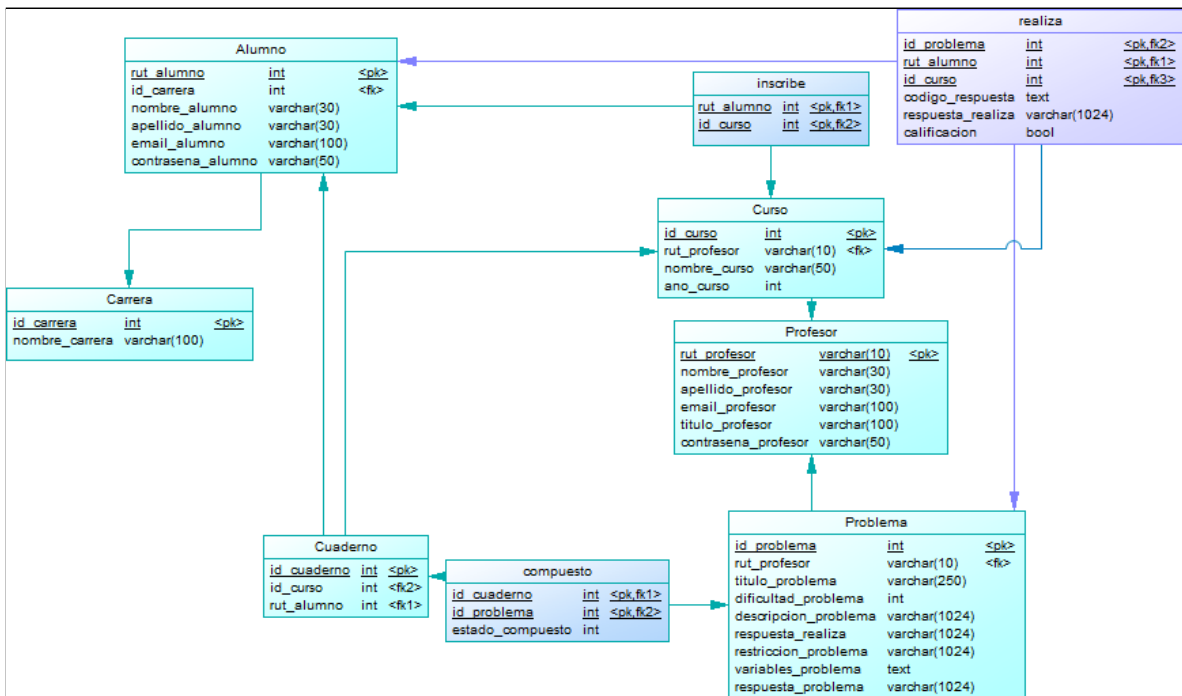 Alumno
rut_alumno int <pk>
id_carrera int <fk>
nombre_alumno varchar(30)
apellido_alumno varchar(30)
email_alumno varchar(100)
contrasena_alumno varchar(50)
realiza
id_problema int <pk,fk2>
rut_alumno int <pk,fk1>
id_curso int <pk,fk3>
codigo_respuesta text
respuesta_realiza varchar(1024)
calificacion bool
inscribe
rut_alumno int <pk,fk1>
id_curso int <pk,fk2>
Curso
id_curso int <pk>
rut_profesor varchar(10) <fk>
nombre_curso varchar(50)
ano_curso int
Carrera
id_carrera int <pk>
nombre_carrera varchar(100)
Profesor
rut_profesor varchar(10) <pk>
nombre_profesor varchar(30)
apellido_profesor varchar(30)
email_profesor varchar(100)
titulo_profesor varchar(100)
contrasena_profesor varchar(50)
Cuaderno
id_cuaderno int <pk>
id_curso int <fk2>
rut_alumno int <fk1>
compuesto
id_cuaderno int <pk,fk1>
id_problema int <pk,fk2>
estado_compuesto int
Problema
id_problema int <pk>
rut_profesor varchar(10) <fk>
titulo_problema varchar(250)
dificultad_problema int
descripcion_problema varchar(1024)
respuesta_realiza varchar(1024)
restriccion_problema varchar(1024)
variables_problema text
respuesta_problema varchar(1024)